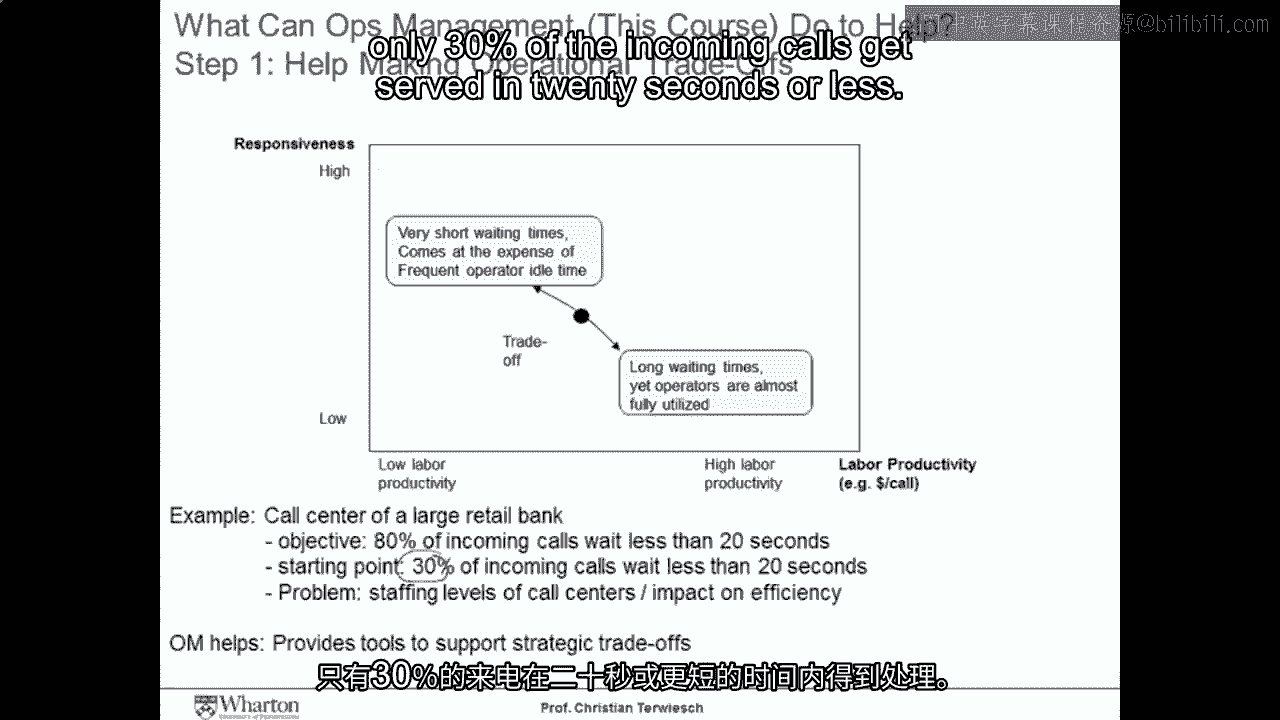 What Can Ops Management (This Course) Do to Help?
Step 1: Help Making Operational Trade-Offs
@bilibili.com
only 30% of the incoming calls get
served in twenty seconds or less.
Responsiveness
High
Very short waiting times,
Comes at the expense of
Frequent operator idle time
Trade-
off
Long waiting times,
yet operators are almost
fully utilized
Low
Low labor
productivity
High labor
productivity
Labor Productivity
(e.g. $/call)
Example: Call center of a large retail bank
- objective: 80% of incoming calls wait less than 20 seconds
- starting point: 30% of incoming calls wait less than 20 seconds
- Problem: staffing levels of call centers / impact on efficiency
OM helps: Provides tools to support strategic trade-offs
只有30%的来电在二十秒或更短的时间内得到处理。
Wharton
Prof. Christian Terwiesch